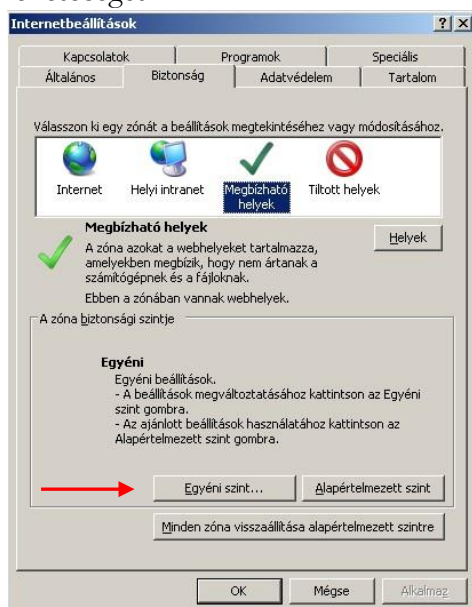 Internetbeállítások
Kapcsolatok Programok Speciális
Általános Biztonság Adatvédelem Tartalom
Válasszon ki egy zónát a beállítások megtekintéséhez vagy módosításához.
Internet Helyi intranet Megbízható helyek Tiltott helyek
Megbízható helyek
A zóna azokat a webhelyeket tartalmazza,
amelyekben megbízik, hogy nem ártanak a
számítógépnek és a fájloknak.
Ebben a zónában vannak webhelyek.
Helyek
A zóna biztonsági szintje
Egyéni
Egyéni beállítások.
- A beállítások megváltoztatásához kattintson az Egyéni
szint gombra.
- Az ajánlott beállítások használatához kattintson az
Alapértelmezett szint gombra.
Egyéni szint... Alapértelmezett szint
Minden zóna visszaállítása alapértelmezett szintre
OK Mégse Alkalmaz